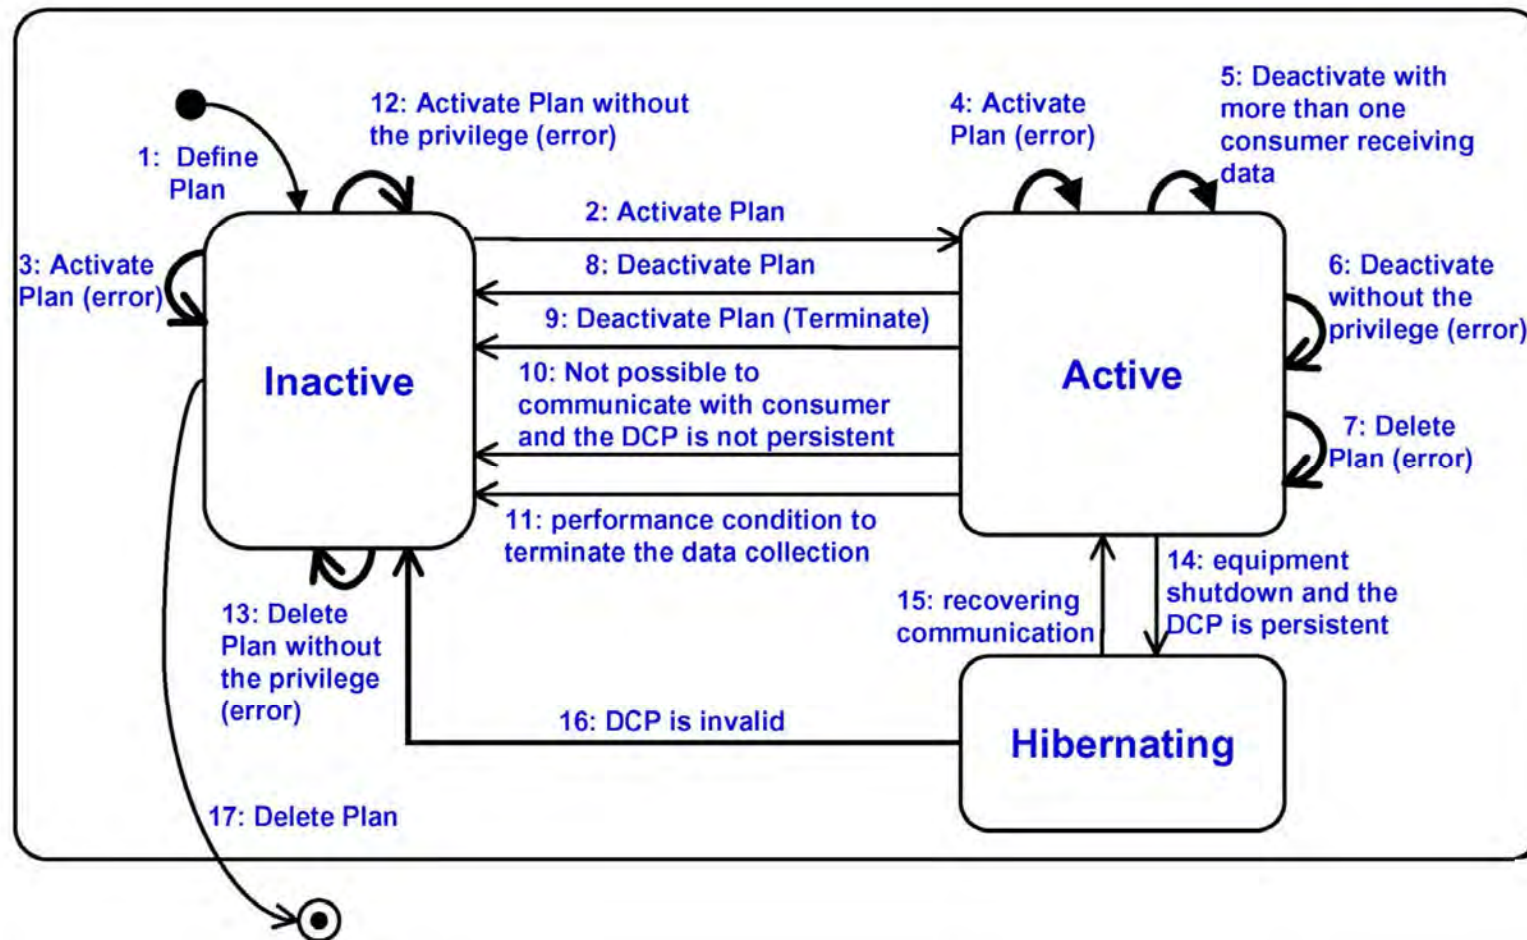 12: Activate Plan without
the privilege (error)
4: Activate
Plan (error)
5: Deactivate with
more than one
consumer receiving
data
1: Define
Plan
2: Activate Plan
3: Activate
Plan (error)
8: Deactivate Plan
6: Deactivate
without the
privilege (error)
9: Deactivate Plan (Terminate)
Inactive
10: Not possible to
communicate with consumer
and the DCP is not persistent
Active
7: Delete
Plan (error)
11: performance condition to
terminate the data collection
14: equipment
shutdown and the
DCP is persistent
15: recovering
communication
13: Delete
Plan without
the privilege
(error)
16: DCP is invalid
Hibernating
17: Delete Plan